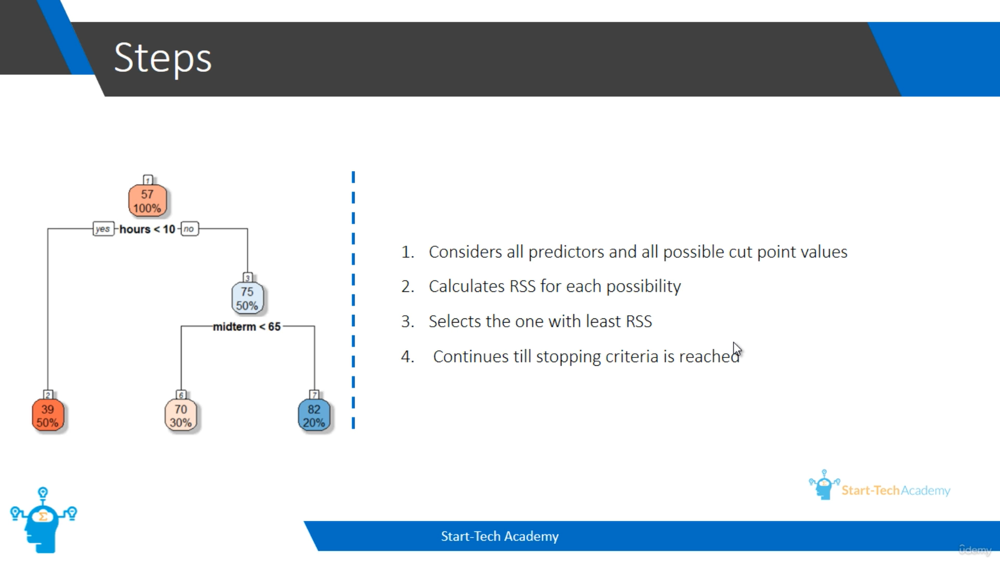 Steps
1
57
100%
yes hours < 10 no
3
75
50%
midterm < 65
2
39
50%
6
70
30%
7
82
20%
1. Considers all predictors and all possible cut point values
2. Calculates RSS for each possibility
3. Selects the one with least RSS
4. Continues till stopping criteria is reached
Σ
Start-Tech Academy
Σ
Start-Tech Academy
ûdemy